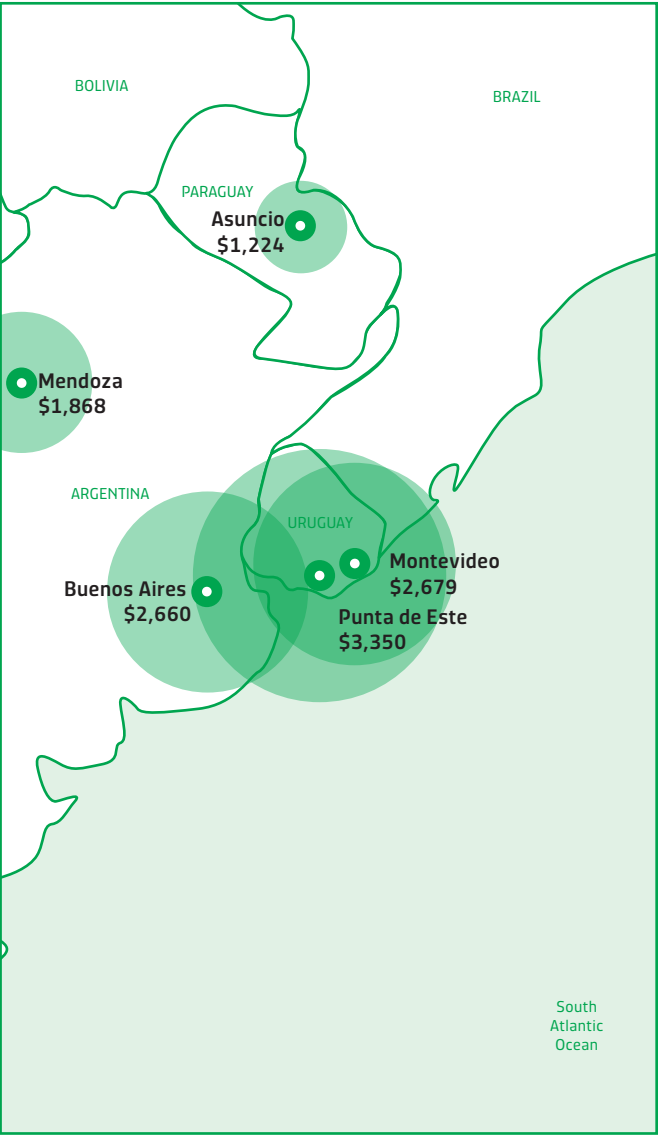 BOLIVIA
BRAZIL
PARAGUAY
Asuncio
$1,224
Mendoza
$1,868
ARGENTINA
URUGUAY
Montevideo
$2,679
Buenos Aires
$2,660
Punta de Este
$3,350
South
Atlantic
Ocean